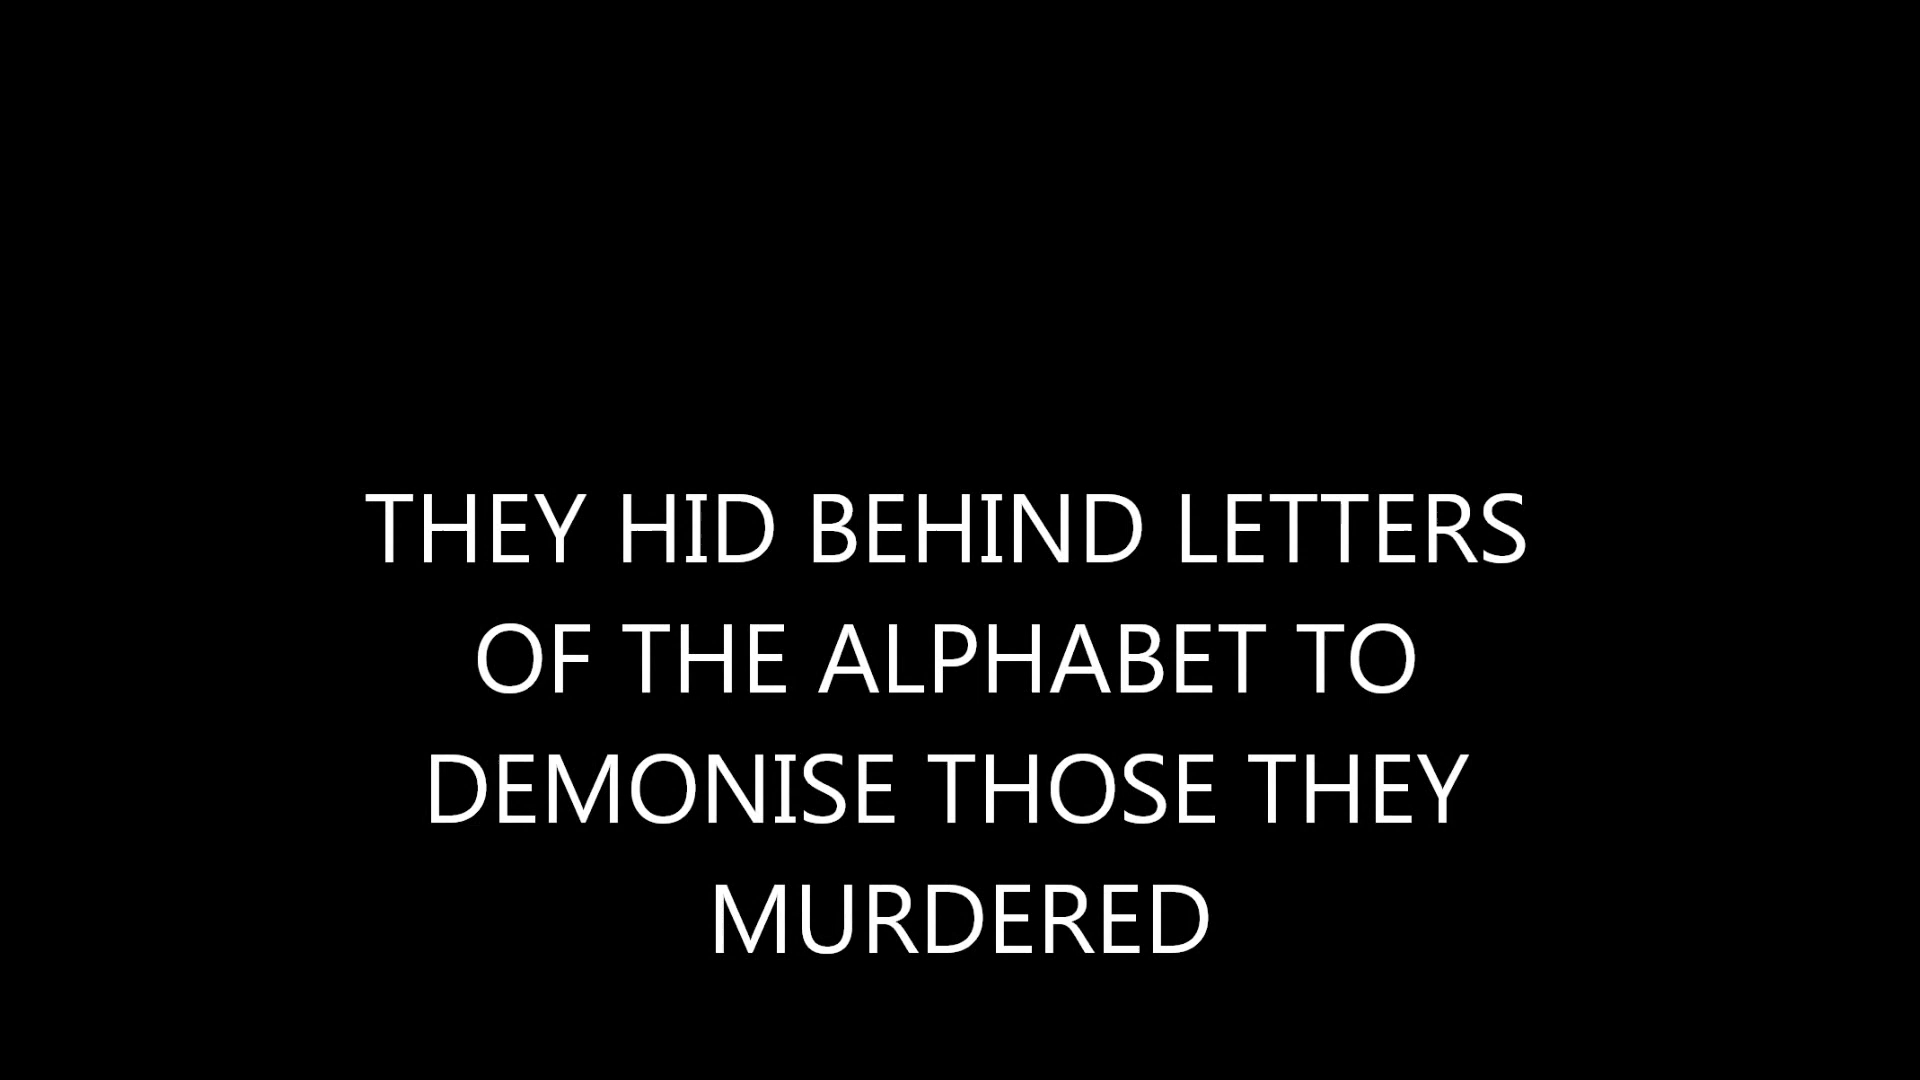 THEY HID BEHIND LETTERS
OF THE ALPHABET TO
DEMONISE THOSE THEY
MURDERED